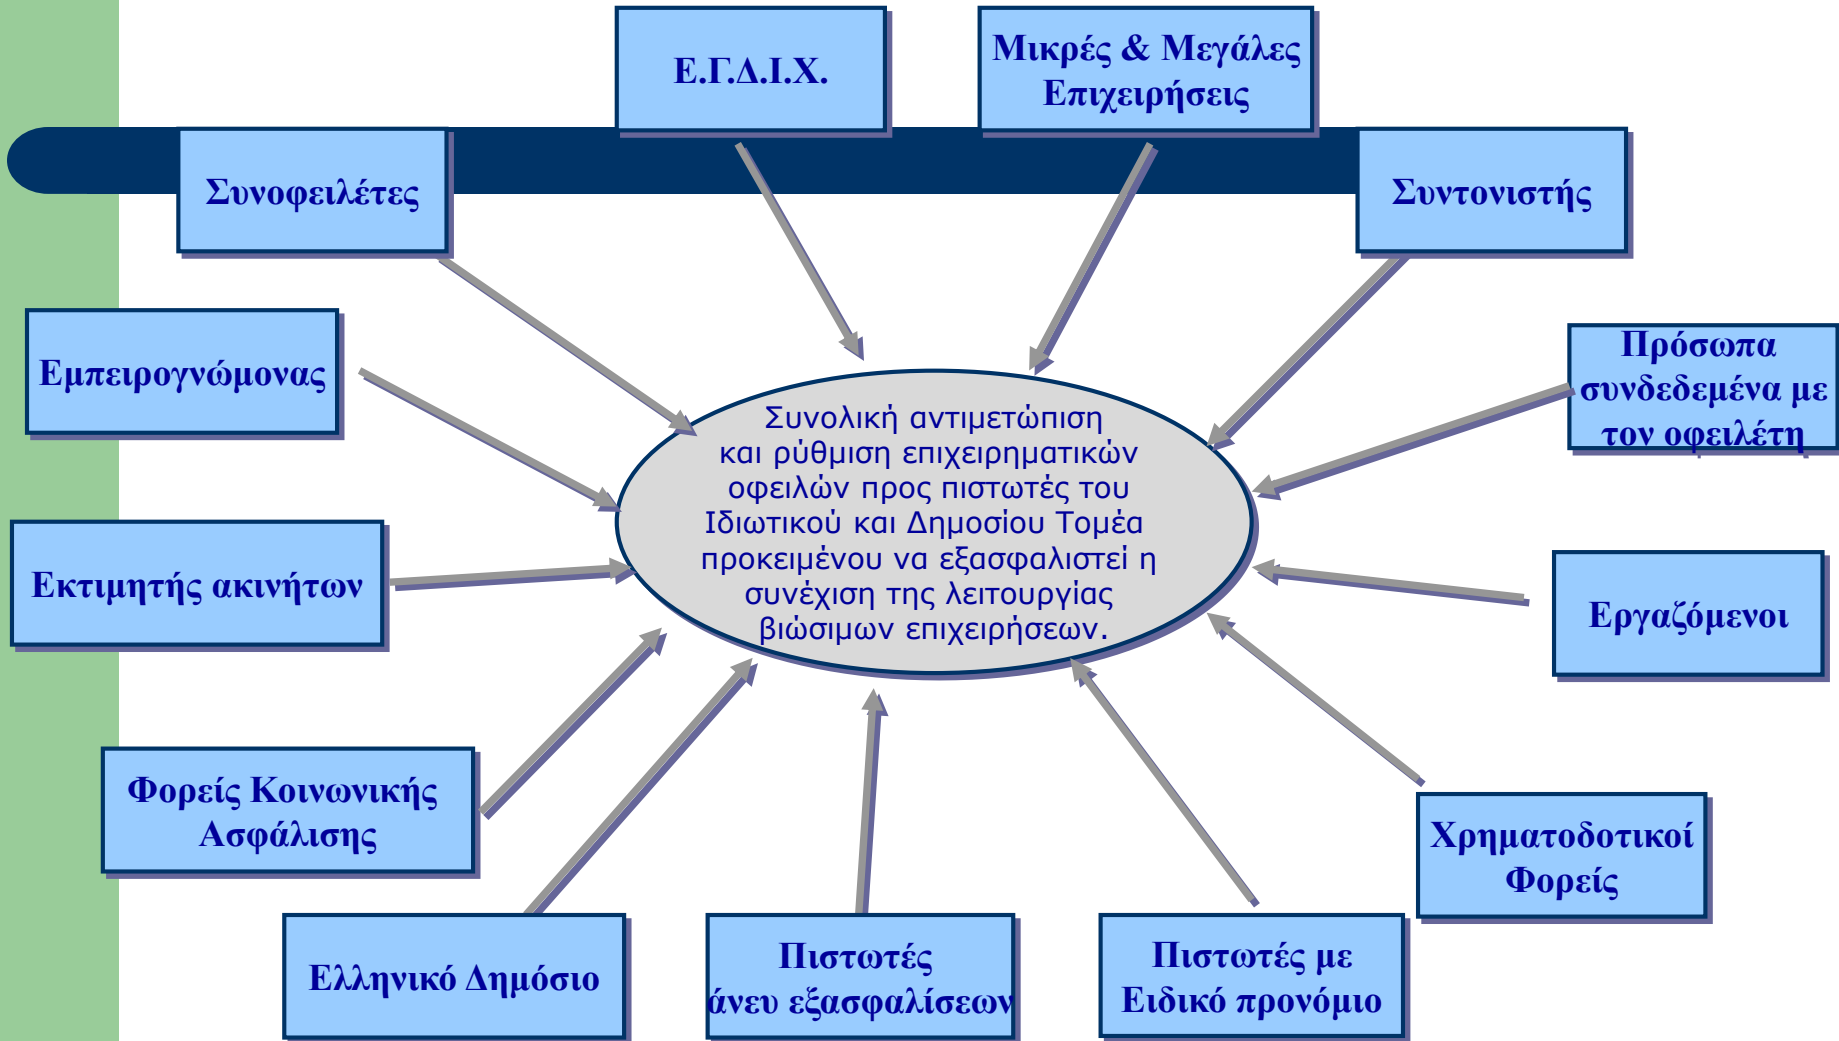 Ε.Γ.Δ.Ι.Χ.
Μικρές & Μεγάλες
Επιχειρήσεις
Συνοφειλέτες
Συντονιστής
Εμπειρογνώμονας
Πρόσωπα
συνδεδεμένα με
τον οφειλέτη
Συνολική αντιμετώπιση
και ρύθμιση επιχειρηματικών
οφειλών προς πιστωτές του
Ιδιωτικού και Δημοσίου Τομέα
προκειμένου να εξασφαλιστεί η
συνέχιση της λειτουργίας
βιώσιμων επιχειρήσεων.
Εκτιμητής ακινήτων
Εργαζόμενοι
Φορείς Κοινωνικής
Ασφάλισης
Χρηματοδοτικοί
Φορείς
Ελληνικό Δημόσιο
Πιστωτές
άνευ εξασφαλίσεων
Πιστωτές με
Ειδικό προνόμιο